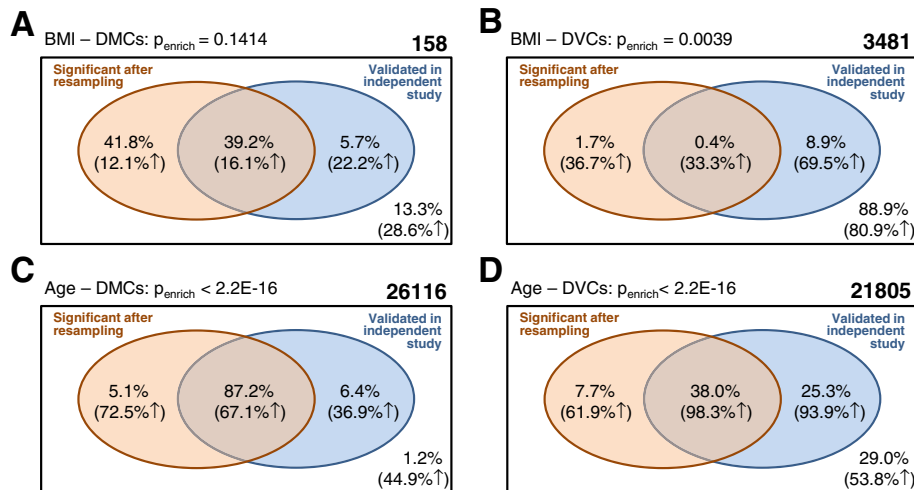 A
BMI – DMCs: p_enrich = 0.1414
158
Significant after
resampling
Validated in
independent
study
41.8%
(12.1%↑)
39.2%
(16.1%↑)
5.7%
(22.2%↑)
13.3%
(28.6%↑)
B
BMI – DVCs: p_enrich = 0.0039
3481
Significant after
resampling
Validated in
independent
study
1.7%
(36.7%↑)
0.4%
(33.3%↑)
8.9%
(69.5%↑)
88.9%
(80.9%↑)
C
Age – DMCs: p_enrich < 2.2E-16
26116
Significant after
resampling
Validated in
independent
study
5.1%
(72.5%↑)
87.2%
(67.1%↑)
6.4%
(36.9%↑)
1.2%
(44.9%↑)
D
Age – DVCs: p_enrich< 2.2E-16
21805
Significant after
resampling
Validated in
independent
study
7.7%
(61.9%↑)
38.0%
(98.3%↑)
25.3%
(93.9%↑)
29.0%
(53.8%↑)